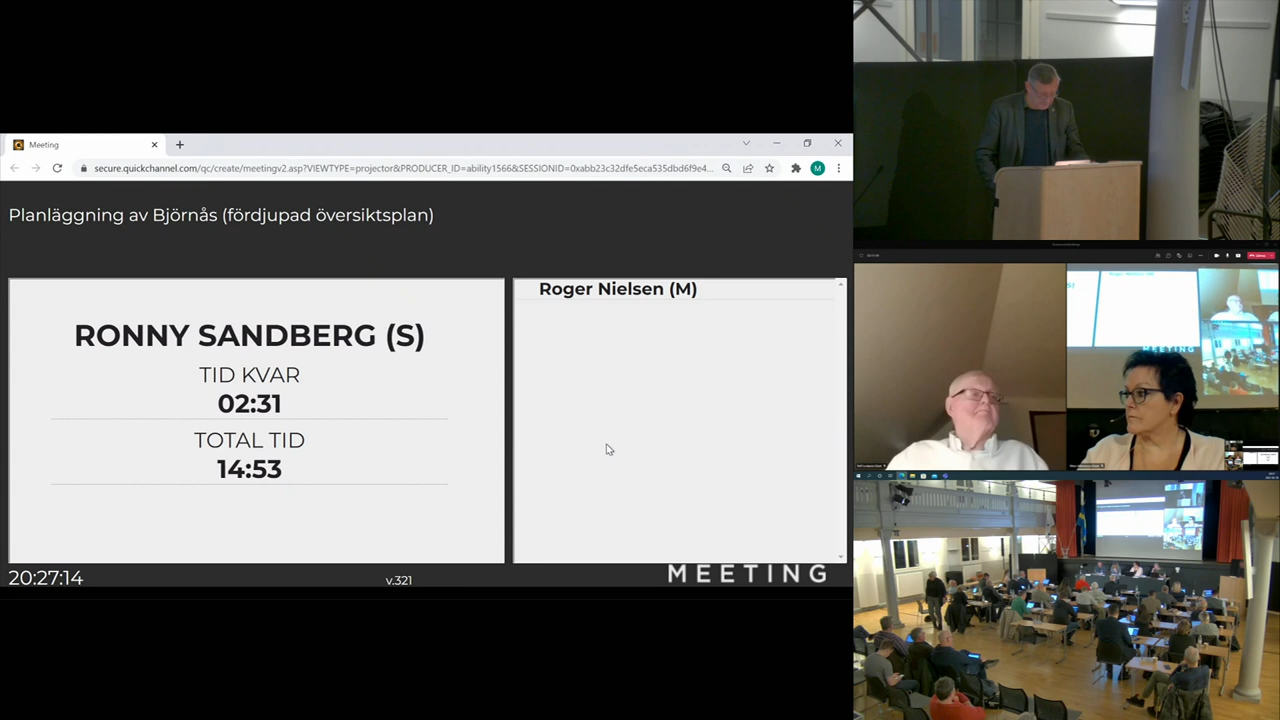 Meeting
secure.quickchannel.com/qc/create/meetingv2.asp?VIEWTYPE=projector&PRODUCER_ID=ability1566&SESSIONID=0xabb23c32dfe5eca535dbd6f9e4...
M
Planläggning av Björnås (fördjupad översiktsplan)
RONNY SANDBERG (S)
TID KVAR
02:31
TOTAL TID
14:53
Roger Nielsen (M)
20:27:14
v.321
MEETING
MEETING